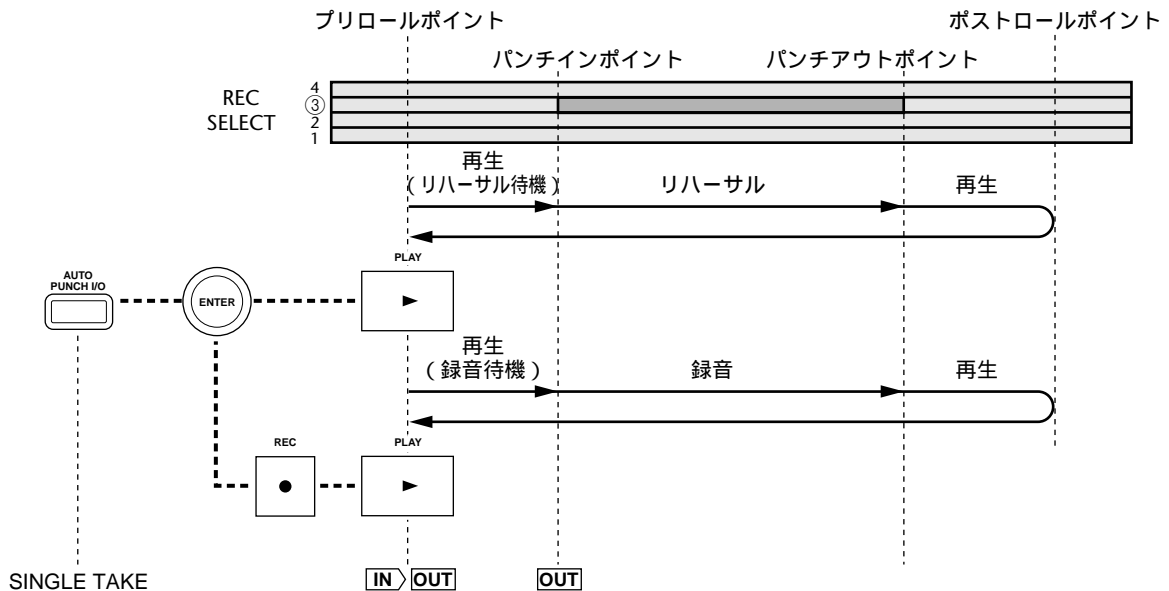 プリロールポイント
ポストロールポイント
パンチインポイント
パンチアウトポイント
REC
SELECT
4
③
2
1
再生
(リハーサル待機)
リハーサル
再生
PLAY
AUTO
PUNCH I/O
ENTER
再生
(録音待機)
録音
再生
REC
PLAY
SINGLE TAKE
IN
OUT
OUT